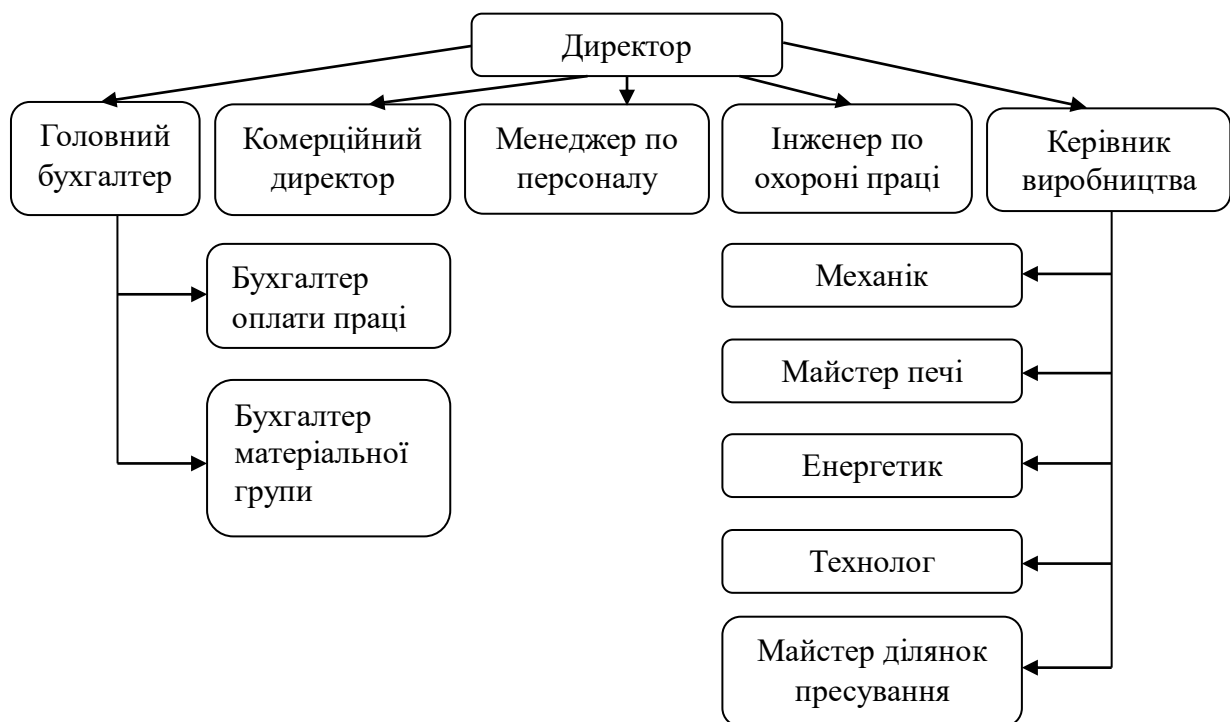 Директор
Головний
бухгалтер
Комерційний
директор
Менеджер по
персоналу
Інженер по
охороні праці
Керівник
виробництва
Бухгалтер
оплати праці
Бухгалтер
матеріальної
групи
Механік
Майстер печі
Енергетик
Технолог
Майстер ділянок
пресування